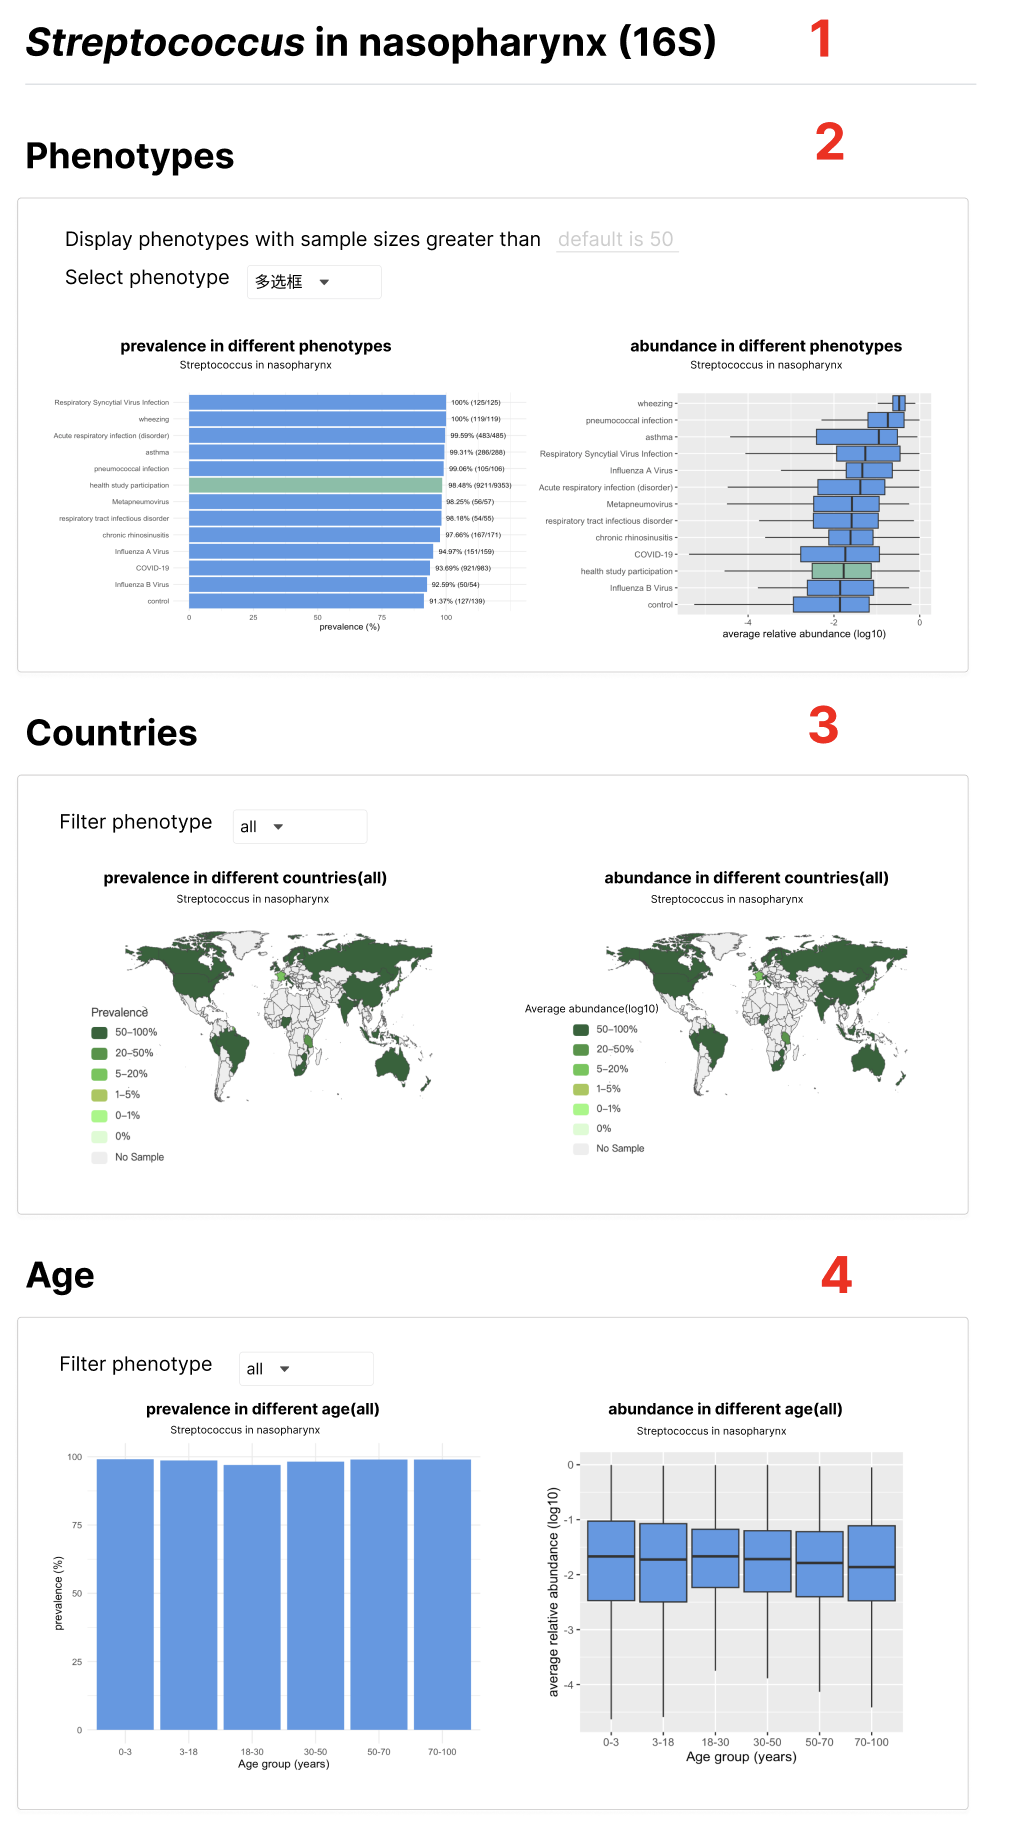 Streptococcus in nasopharynx (16S)
1
Phenotypes
2
Display phenotypes with sample sizes greater than default is 50
Select phenotype 多选框
prevalence in different phenotypes
Streptococcus in nasopharynx
Respiratory Syncytial Virus Infection 100% (125/125)
wheezing 100% (119/119)
Acute respiratory infection (disorder) 99.59% (483/485)
asthma 99.31% (286/288)
pneumococcal infection 99.06% (105/106)
health study participation 98.48% (9211/9353)
Metapneumovirus 98.25% (56/57)
respiratory tract infectious disorder 98.18% (54/55)
chronic rhinosinusitis 97.66% (167/171)
Influenza A Virus 94.97% (151/159)
COVID-19 93.69% (921/983)
Influenza B Virus 92.59% (50/54)
control 91.37% (127/139)
0 25 50 75 100
prevalence (%)
abundance in different phenotypes
Streptococcus in nasopharynx
wheezing
pneumococcal infection
asthma
Respiratory Syncytial Virus Infection
Influenza A Virus
Acute respiratory infection (disorder)
Metapneumovirus
respiratory tract infectious disorder
chronic rhinosinusitis
COVID-19
health study participation
Influenza B Virus
control
-4 -2 0
average relative abundance (log10)
Countries
3
Filter phenotype all
prevalence in different countries(all)
Streptococcus in nasopharynx
Prevalence
50–100%
20–50%
5–20%
1–5%
0–1%
0%
No Sample
abundance in different countries(all)
Streptococcus in nasopharynx
Average abundance(log10)
50–100%
20–50%
5–20%
1–5%
0–1%
0%
No Sample
Age
4
Filter phenotype all
prevalence in different age(all)
Streptococcus in nasopharynx
prevalence (%)
100
75
50
25
0
0-3 3-18 18-30 30-50 50-70 70-100
Age group (years)
abundance in different age(all)
Streptococcus in nasopharynx
average relative abundance (log10)
0
-1
-2
-3
-4
0-3 3-18 18-30 30-50 50-70 70-100
Age group (years)